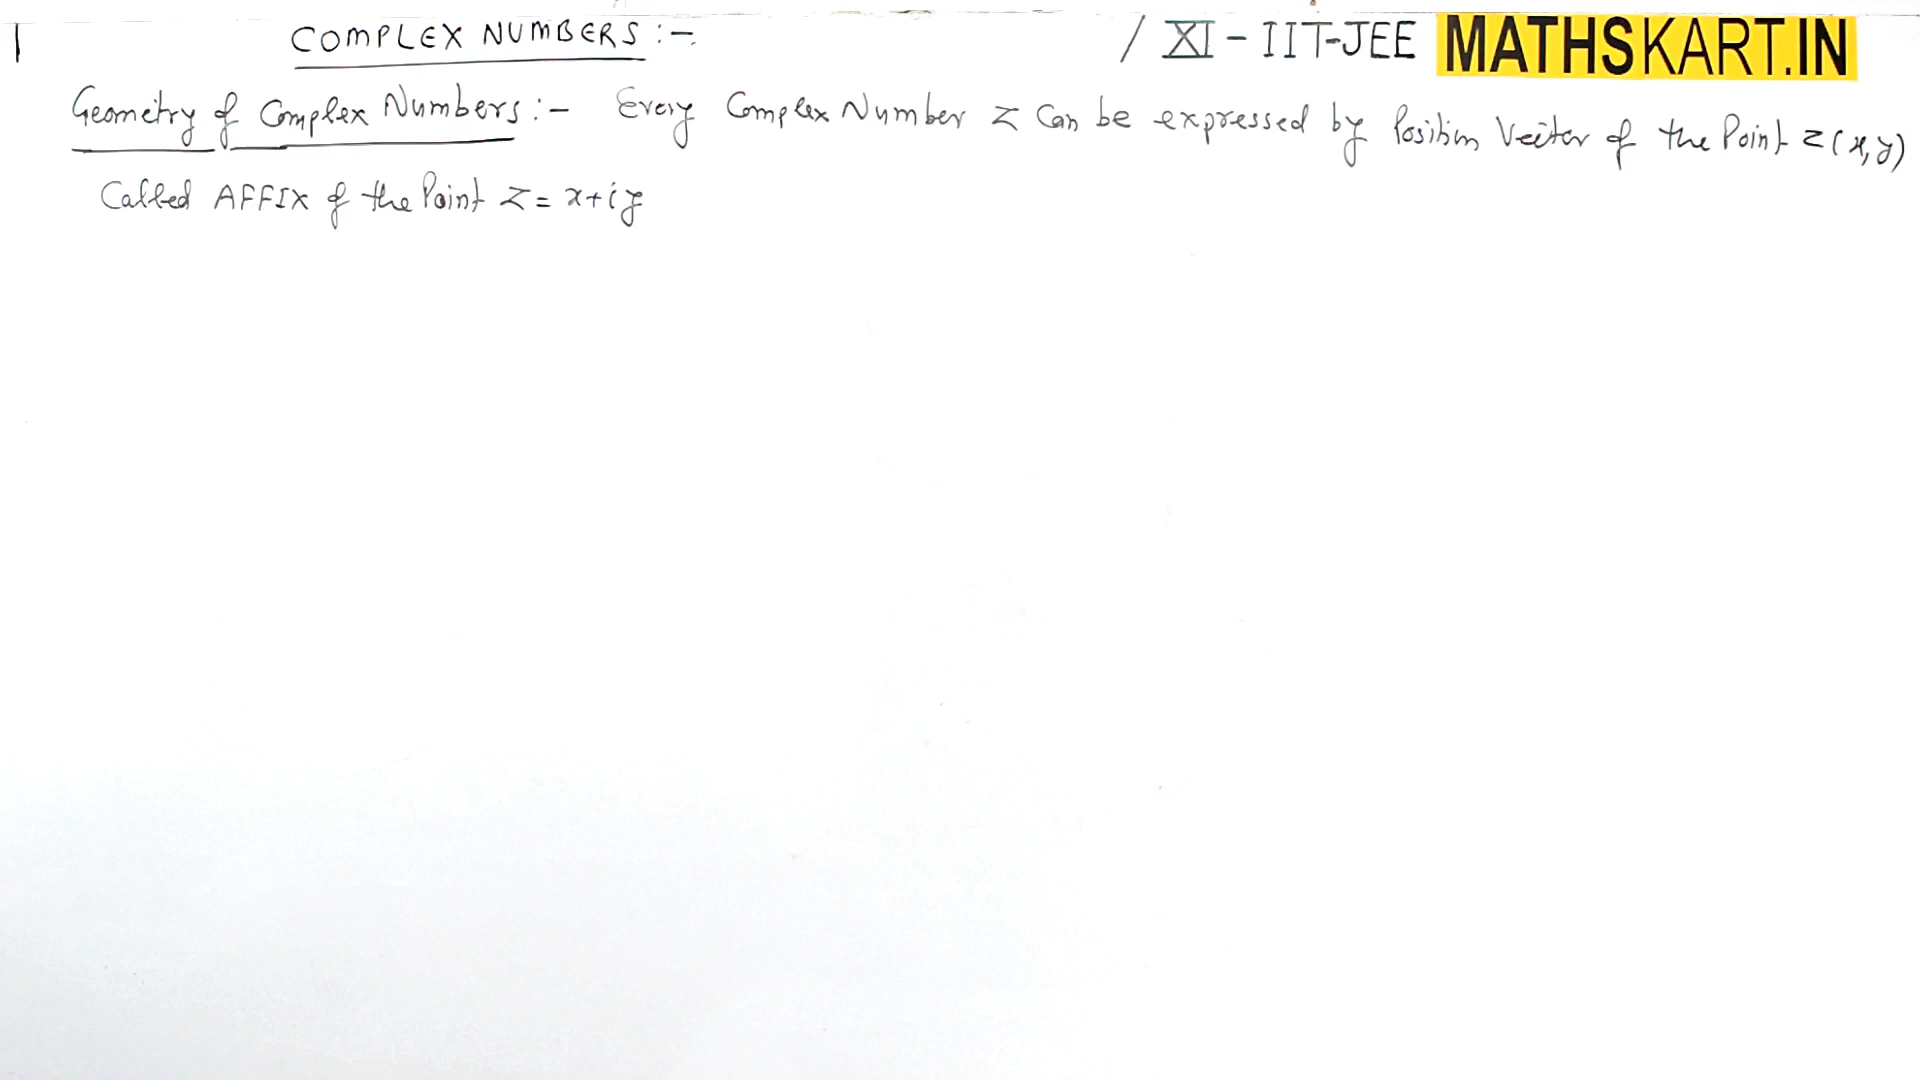 1 COMPLEX NUMBERS :- / XI - IIT-JEE MATHSKART.IN
Geometry of Complex Numbers :- Every Complex Number z Can be expressed by Position Vector of the Point z(x,y)
Called AFFIX of the Point z = x+iy